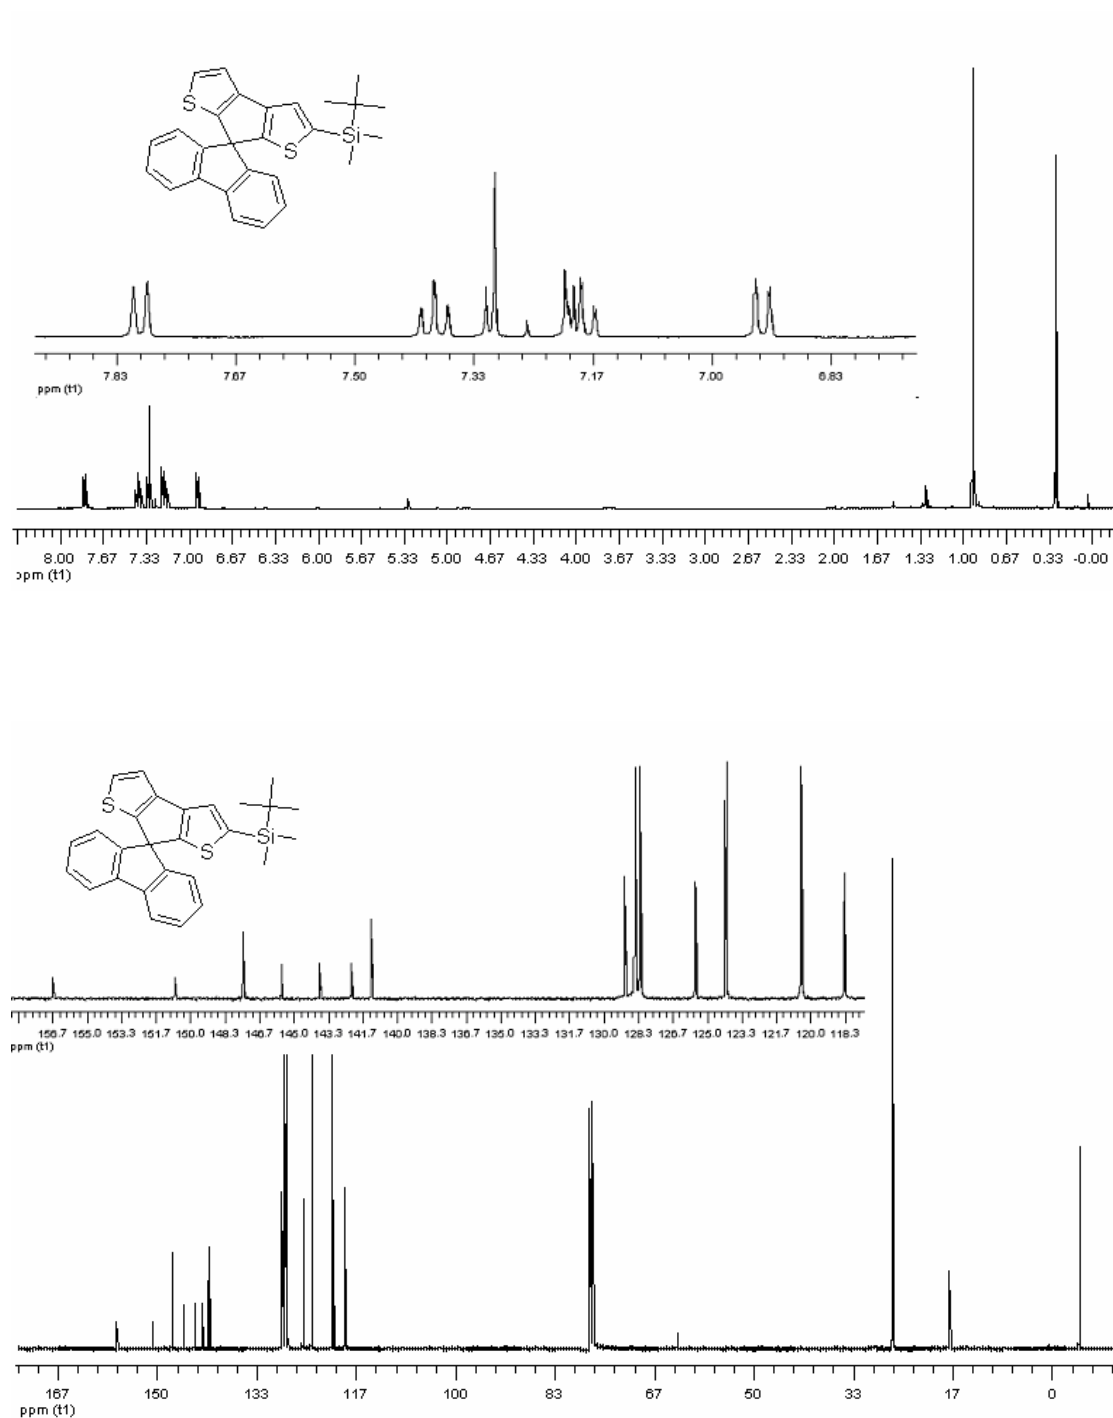 S
Si
S
7.83 7.67 7.50 7.33 7.17 7.00 6.83
ppm (t1)
8.00 7.67 7.33 7.00 6.67 6.33 6.00 5.67 5.33 5.00 4.67 4.33 4.00 3.67 3.33 3.00 2.67 2.33 2.00 1.67 1.33 1.00 0.67 0.33 -0.00
ppm (t1)
S
Si
S
156.7 155.0 153.3 151.7 150.0 148.3 146.7 145.0 143.3 141.7 140.0 138.3 136.7 135.0 133.3 131.7 130.0 128.3 126.7 125.0 123.3 121.7 120.0 118.3
ppm (t1)
167 150 133 117 100 83 67 50 33 17 0
ppm (t1)